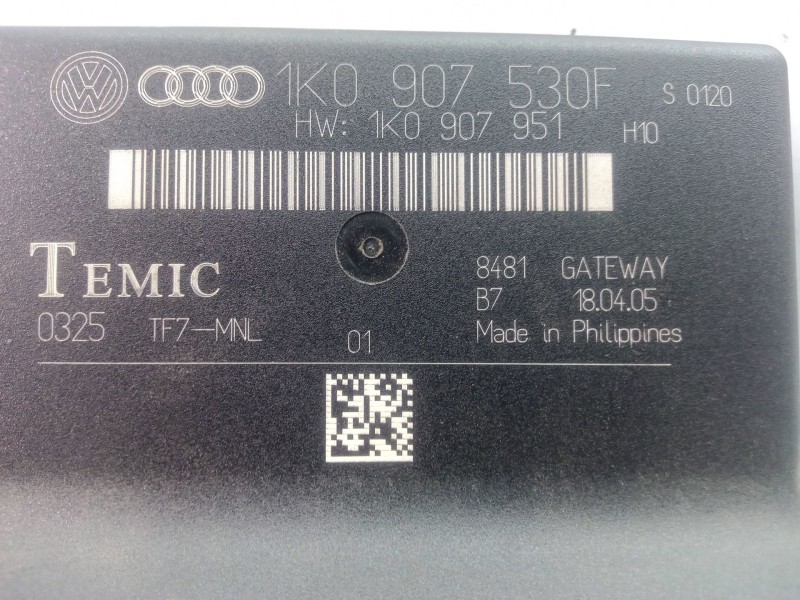 1K0 907 530F S 0120
HW: 1K0 907 951 H10
TEMIC
8481 GATEWAY
B7 18.04.05
0325 TF7-MNL 01 Made in Philippines